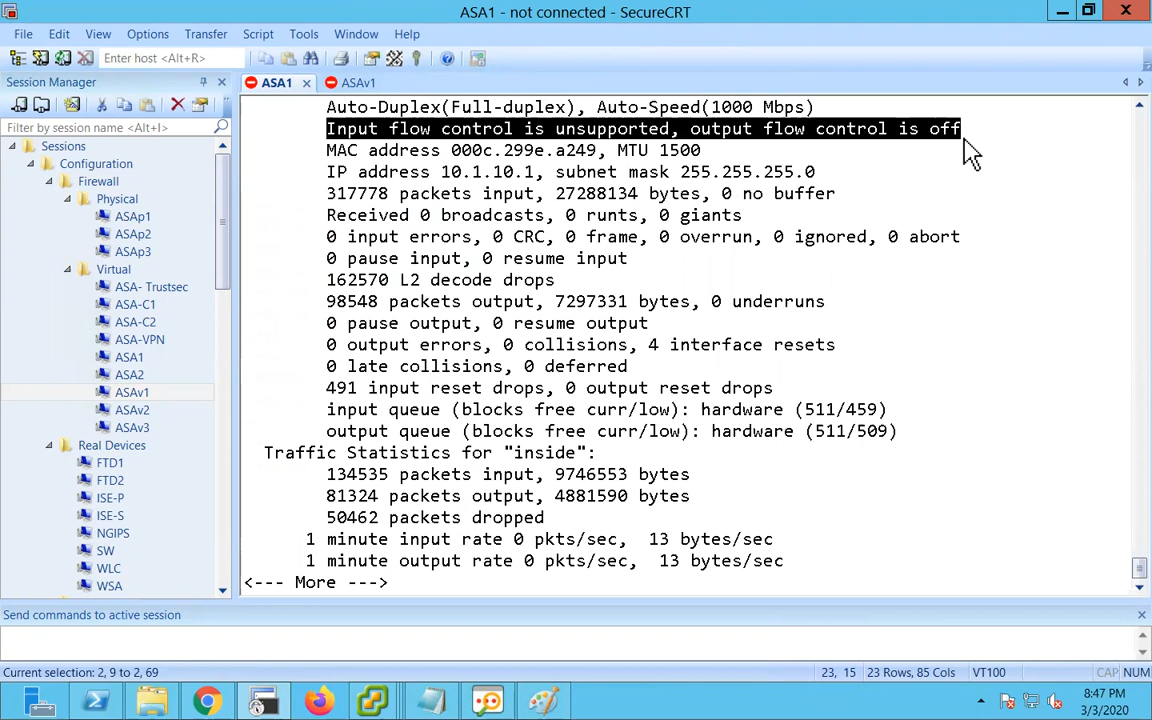 ASA1 - not connected - SecureCRT
File Edit View Options Transfer Script Tools Window Help
Enter host <Alt+R>
Session Manager
ASA1
ASAv1
Filter by session name <Alt+I>
Sessions
Configuration
Firewall
Physical
ASAp1
ASAp2
ASAp3
Virtual
ASA- Trustsec
ASA-C1
ASA-C2
ASA-VPN
ASA1
ASA2
ASAv1
ASAv2
ASAv3
Real Devices
FTD1
FTD2
ISE-P
ISE-S
NGIPS
SW
WLC
WSA
Auto-Duplex(Full-duplex), Auto-Speed(1000 Mbps)
Input flow control is unsupported, output flow control is off
MAC address 000c.299e.a249, MTU 1500
IP address 10.1.10.1, subnet mask 255.255.255.0
317778 packets input, 27288134 bytes, 0 no buffer
Received 0 broadcasts, 0 runts, 0 giants
0 input errors, 0 CRC, 0 frame, 0 overrun, 0 ignored, 0 abort
0 pause input, 0 resume input
162570 L2 decode drops
98548 packets output, 7297331 bytes, 0 underruns
0 pause output, 0 resume output
0 output errors, 0 collisions, 4 interface resets
0 late collisions, 0 deferred
491 input reset drops, 0 output reset drops
input queue (blocks free curr/low): hardware (511/459)
output queue (blocks free curr/low): hardware (511/509)
Traffic Statistics for "inside":
134535 packets input, 9746553 bytes
81324 packets output, 4881590 bytes
50462 packets dropped
1 minute input rate 0 pkts/sec,  13 bytes/sec
1 minute output rate 0 pkts/sec,  13 bytes/sec
<--- More --->
Send commands to active session
Current selection: 2, 9 to 2, 69
23, 15 23 Rows, 85 Cols VT100 CAP NUM
8:47 PM
3/3/2020